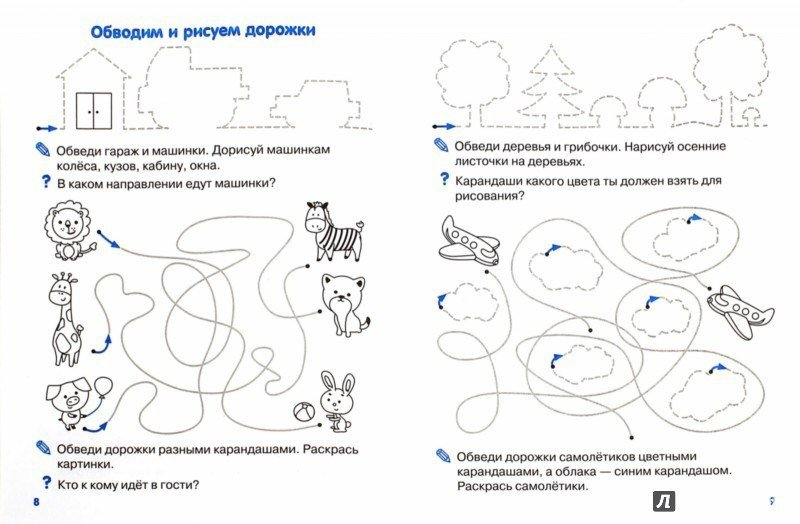 Обводим и рисуем дорожки
Обведи гараж и машинки. Дорисуй машинкам
колёса, кузов, кабину, окна.
? В каком направлении едут машинки?
Обведи дорожки разными карандашами. Раскрась
картинки.
? Кто к кому идёт в гости?
8
Обведи деревья и грибочки. Нарисуй осенние
листочки на деревьях.
? Карандаши какого цвета ты должен взять для
рисования?
Обведи дорожки самолётиков цветными
карандашами, а облака — синим карандашом.
Раскрась самолётики.
Л